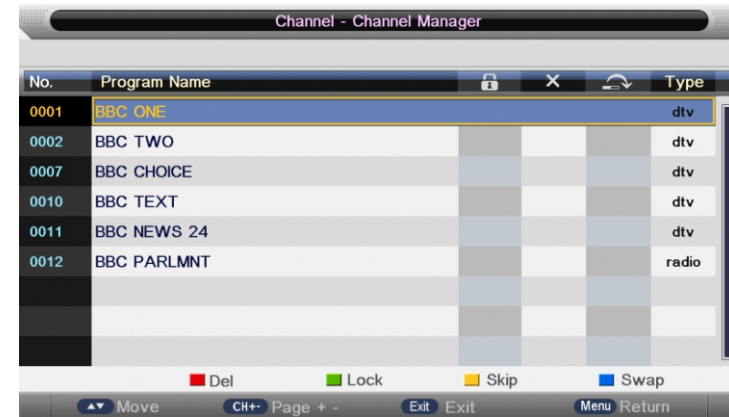 Channel - Channel Manager
No. Program Name Type
0001 BBC ONE dtv
0002 BBC TWO dtv
0007 BBC CHOICE dtv
0010 BBC TEXT dtv
0011 BBC NEWS 24 dtv
0012 BBC PARLMNT radio
Del Lock Skip Swap
Move CH+- Page + - Exit Exit Menu Return